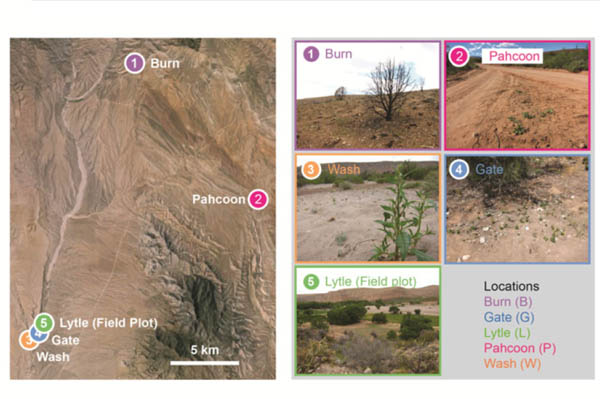 1 Burn
Pahcoon 2
5 Lytle (Field Plot)
4 Gate
3 Wash
5 km
1 Burn
2 Pahcoon
3 Wash
4 Gate
5 Lytle (Field plot)
Locations
Burn (B)
Gate (G)
Lytle (L)
Pahcoon (P)
Wash (W)